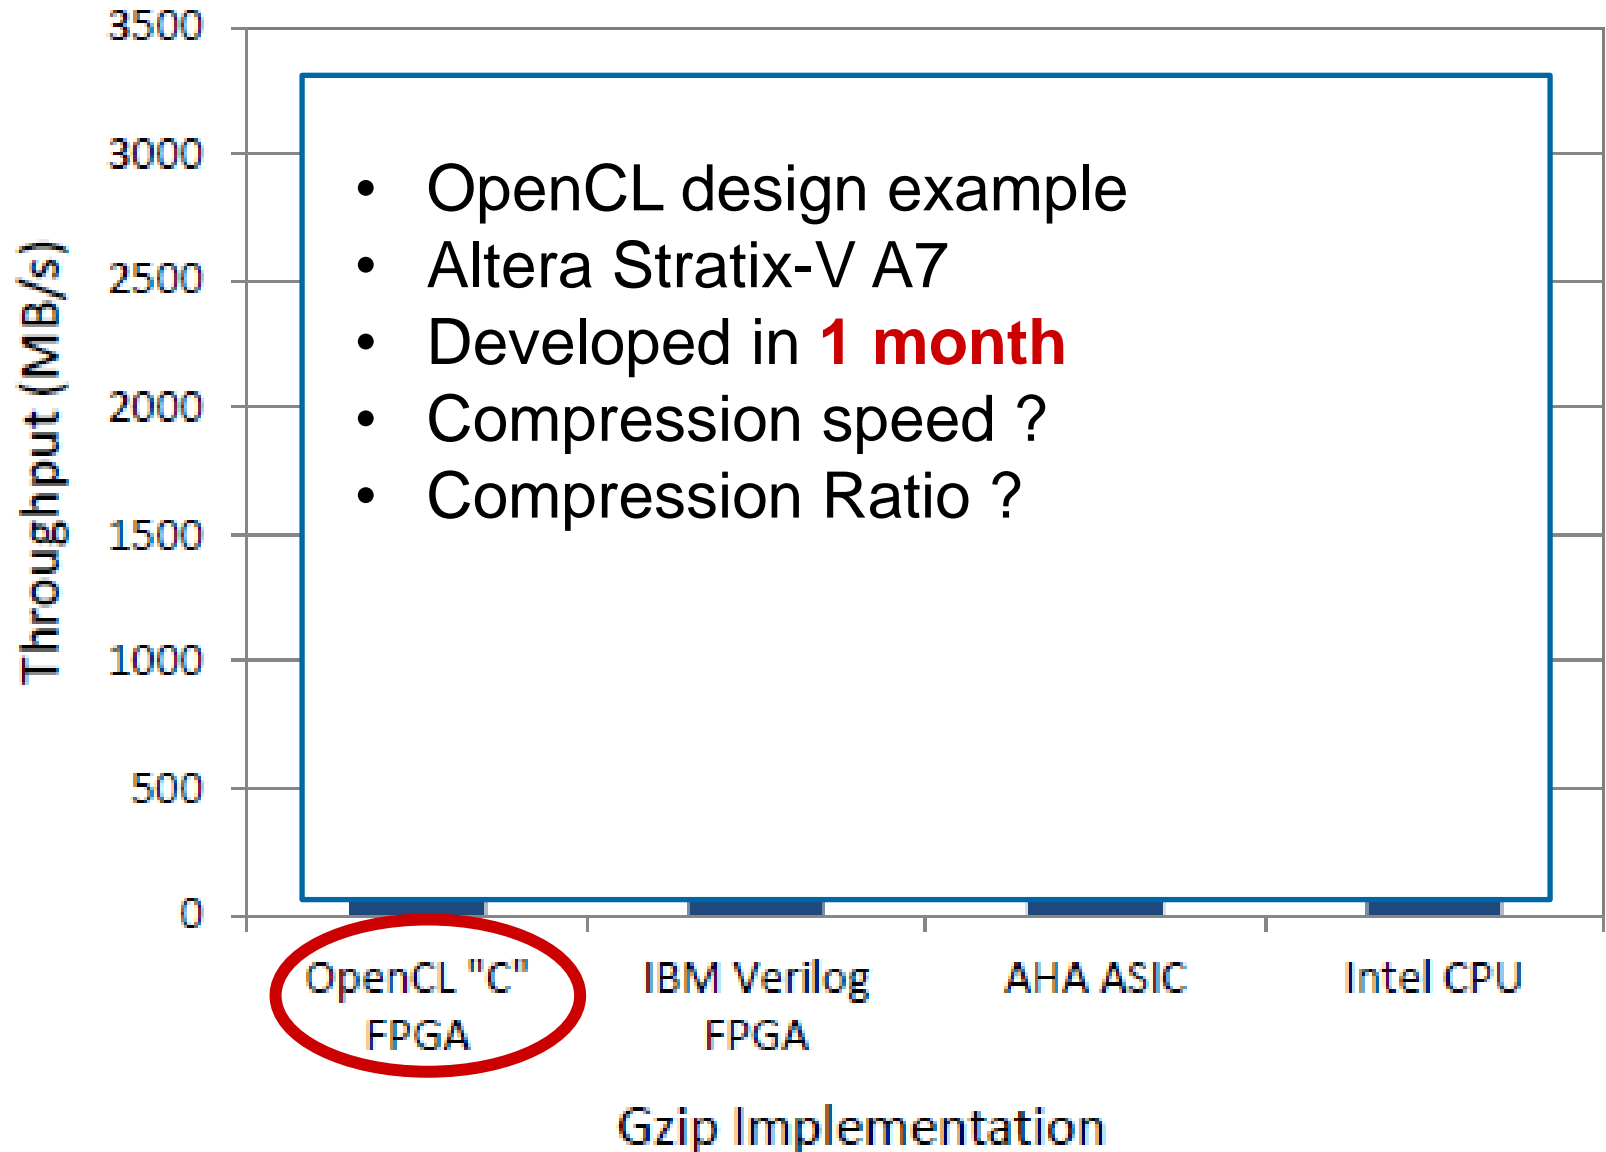 3500
3000
2500
2000
1500
1000
500
0
Throughput (MB/s)
• OpenCL design example
• Altera Stratix-V A7
• Developed in 1 month
• Compression speed ?
• Compression Ratio ?
OpenCL "C"
FPGA
IBM Verilog
FPGA
AHA ASIC
Intel CPU
Gzip Implementation